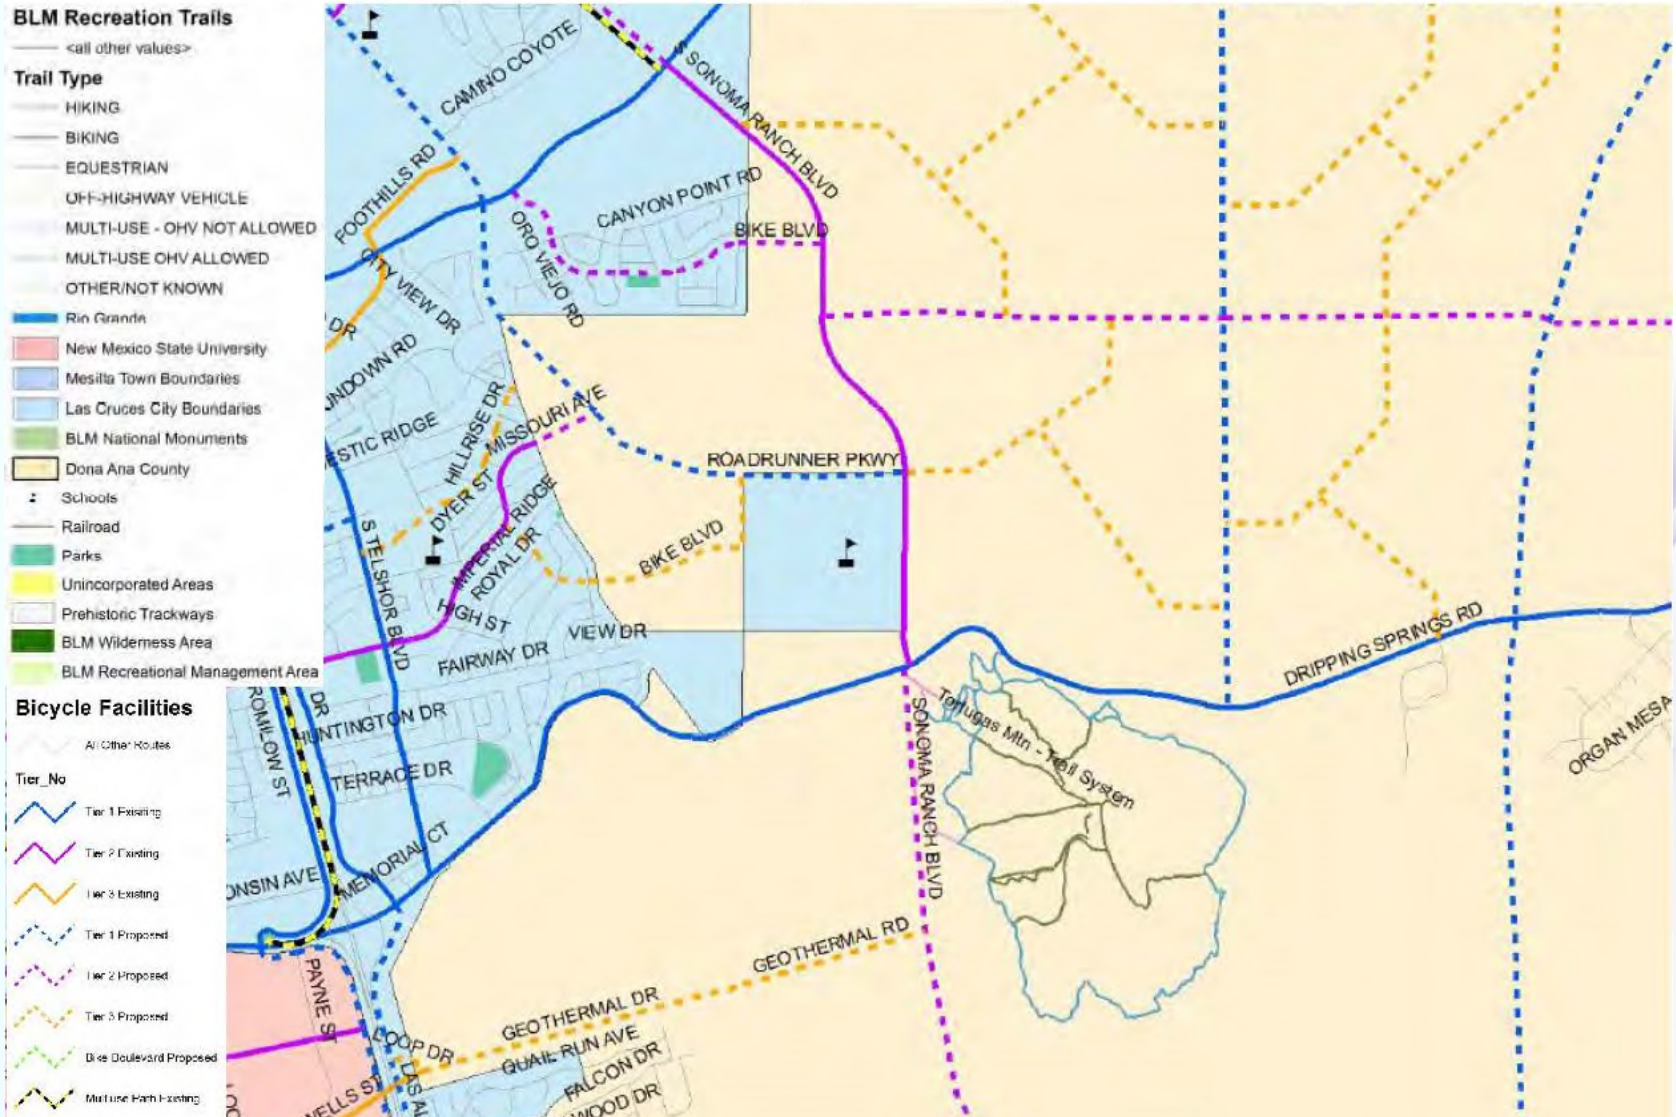 BLM Recreation Trails
<all other values>
Trail Type
HIKING
BIKING
EQUESTRIAN
OFF-HIGHWAY VEHICLE
MULTI-USE - OHV NOT ALLOWED
MULTI-USE OHV ALLOWED
OTHER/NOT KNOWN
Rio Grande
New Mexico State University
Mesilla Town Boundaries
Las Cruces City Boundaries
BLM National Monuments
Dona Ana County
Schools
Railroad
Parks
Unincorporated Areas
Prehistoric Trackways
BLM Wilderness Area
BLM Recreational Management Area
Bicycle Facilities
All Other Routes
Tier_No
Tier 1 Existing
Tier 2 Existing
Tier 3 Existing
Tier 1 Proposed
Tier 2 Proposed
Tier 3 Proposed
Bike Boulevard Proposed
Multi use Path Existing
CAMINO COYOTE
S SONOMA RANCH BLVD
FOOTHILLS RD
CANYON POINT RD
ORO VIEJO RD
BIKE BLVD
CITY VIEW DR
DR
UNDOWN RD
HILLRISE DR
MISSOURI AVE
ESTIC RIDGE
ROADRUNNER PKWY
DYER ST
IMPERIAL RIDGE
ROYAL DR
BIKE BLVD
S TELSHOR BLVD
HIGH ST
VIEW DR
FAIRWAY DR
DRIPPING SPRINGS RD
ORGAN MESA
Tortugas Mtn - Trail System
SONOMA RANCH BLVD
DR
HUNTINGTON DR
ROMILOW ST
TERRACE DR
MEMORIAL CT
ONSIN AVE
GEOTHERMAL RD
PAYNE ST
GEOTHERMAL DR
LOOP DR
QUAIL RUN AVE
FALCON DR
WOOD DR
WELLS ST
LAS AL